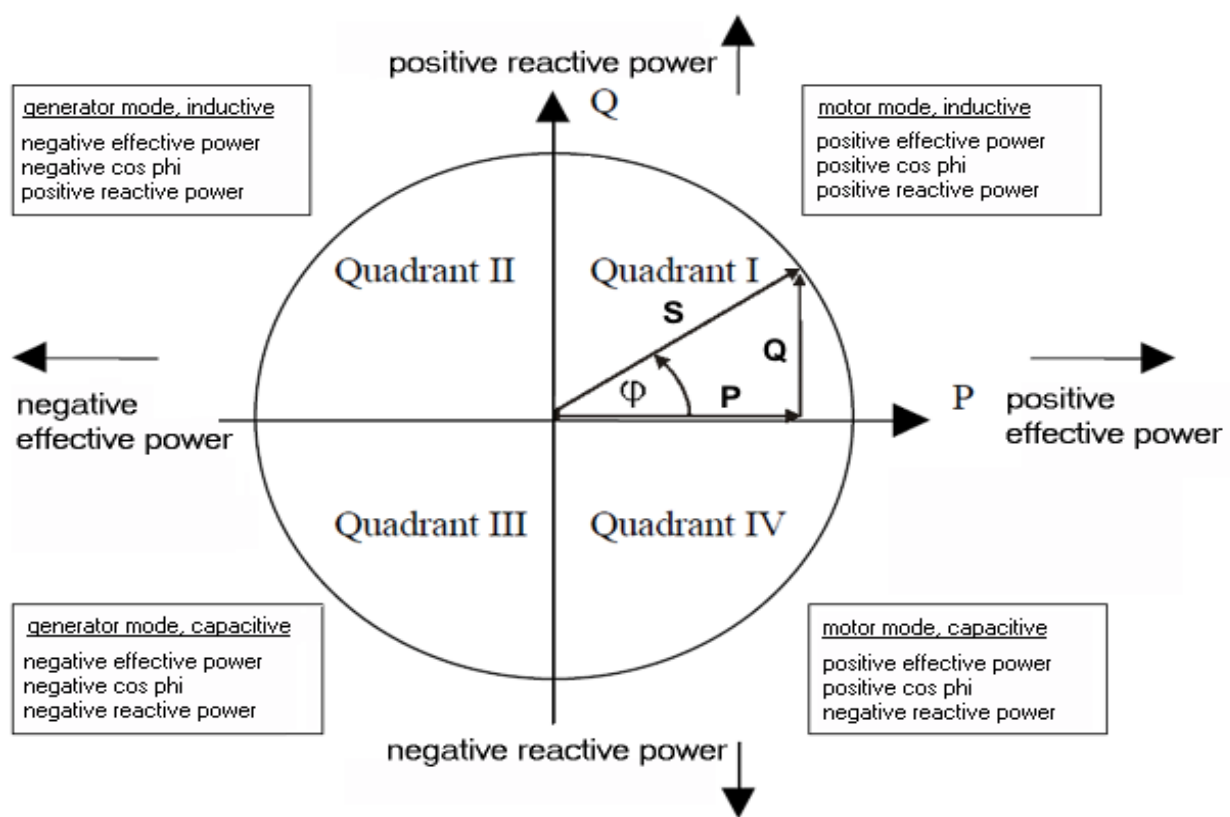 positive reactive power
Q
generator mode, inductive
negative effective power
negative cos phi
positive reactive power
motor mode, inductive
positive effective power
positive cos phi
positive reactive power
Quadrant II
Quadrant I
S
Q
φ
P
negative
effective power
P
positive
effective power
Quadrant III
Quadrant IV
generator mode, capacitive
negative effective power
negative cos phi
negative reactive power
motor mode, capacitive
positive effective power
positive cos phi
negative reactive power
negative reactive power